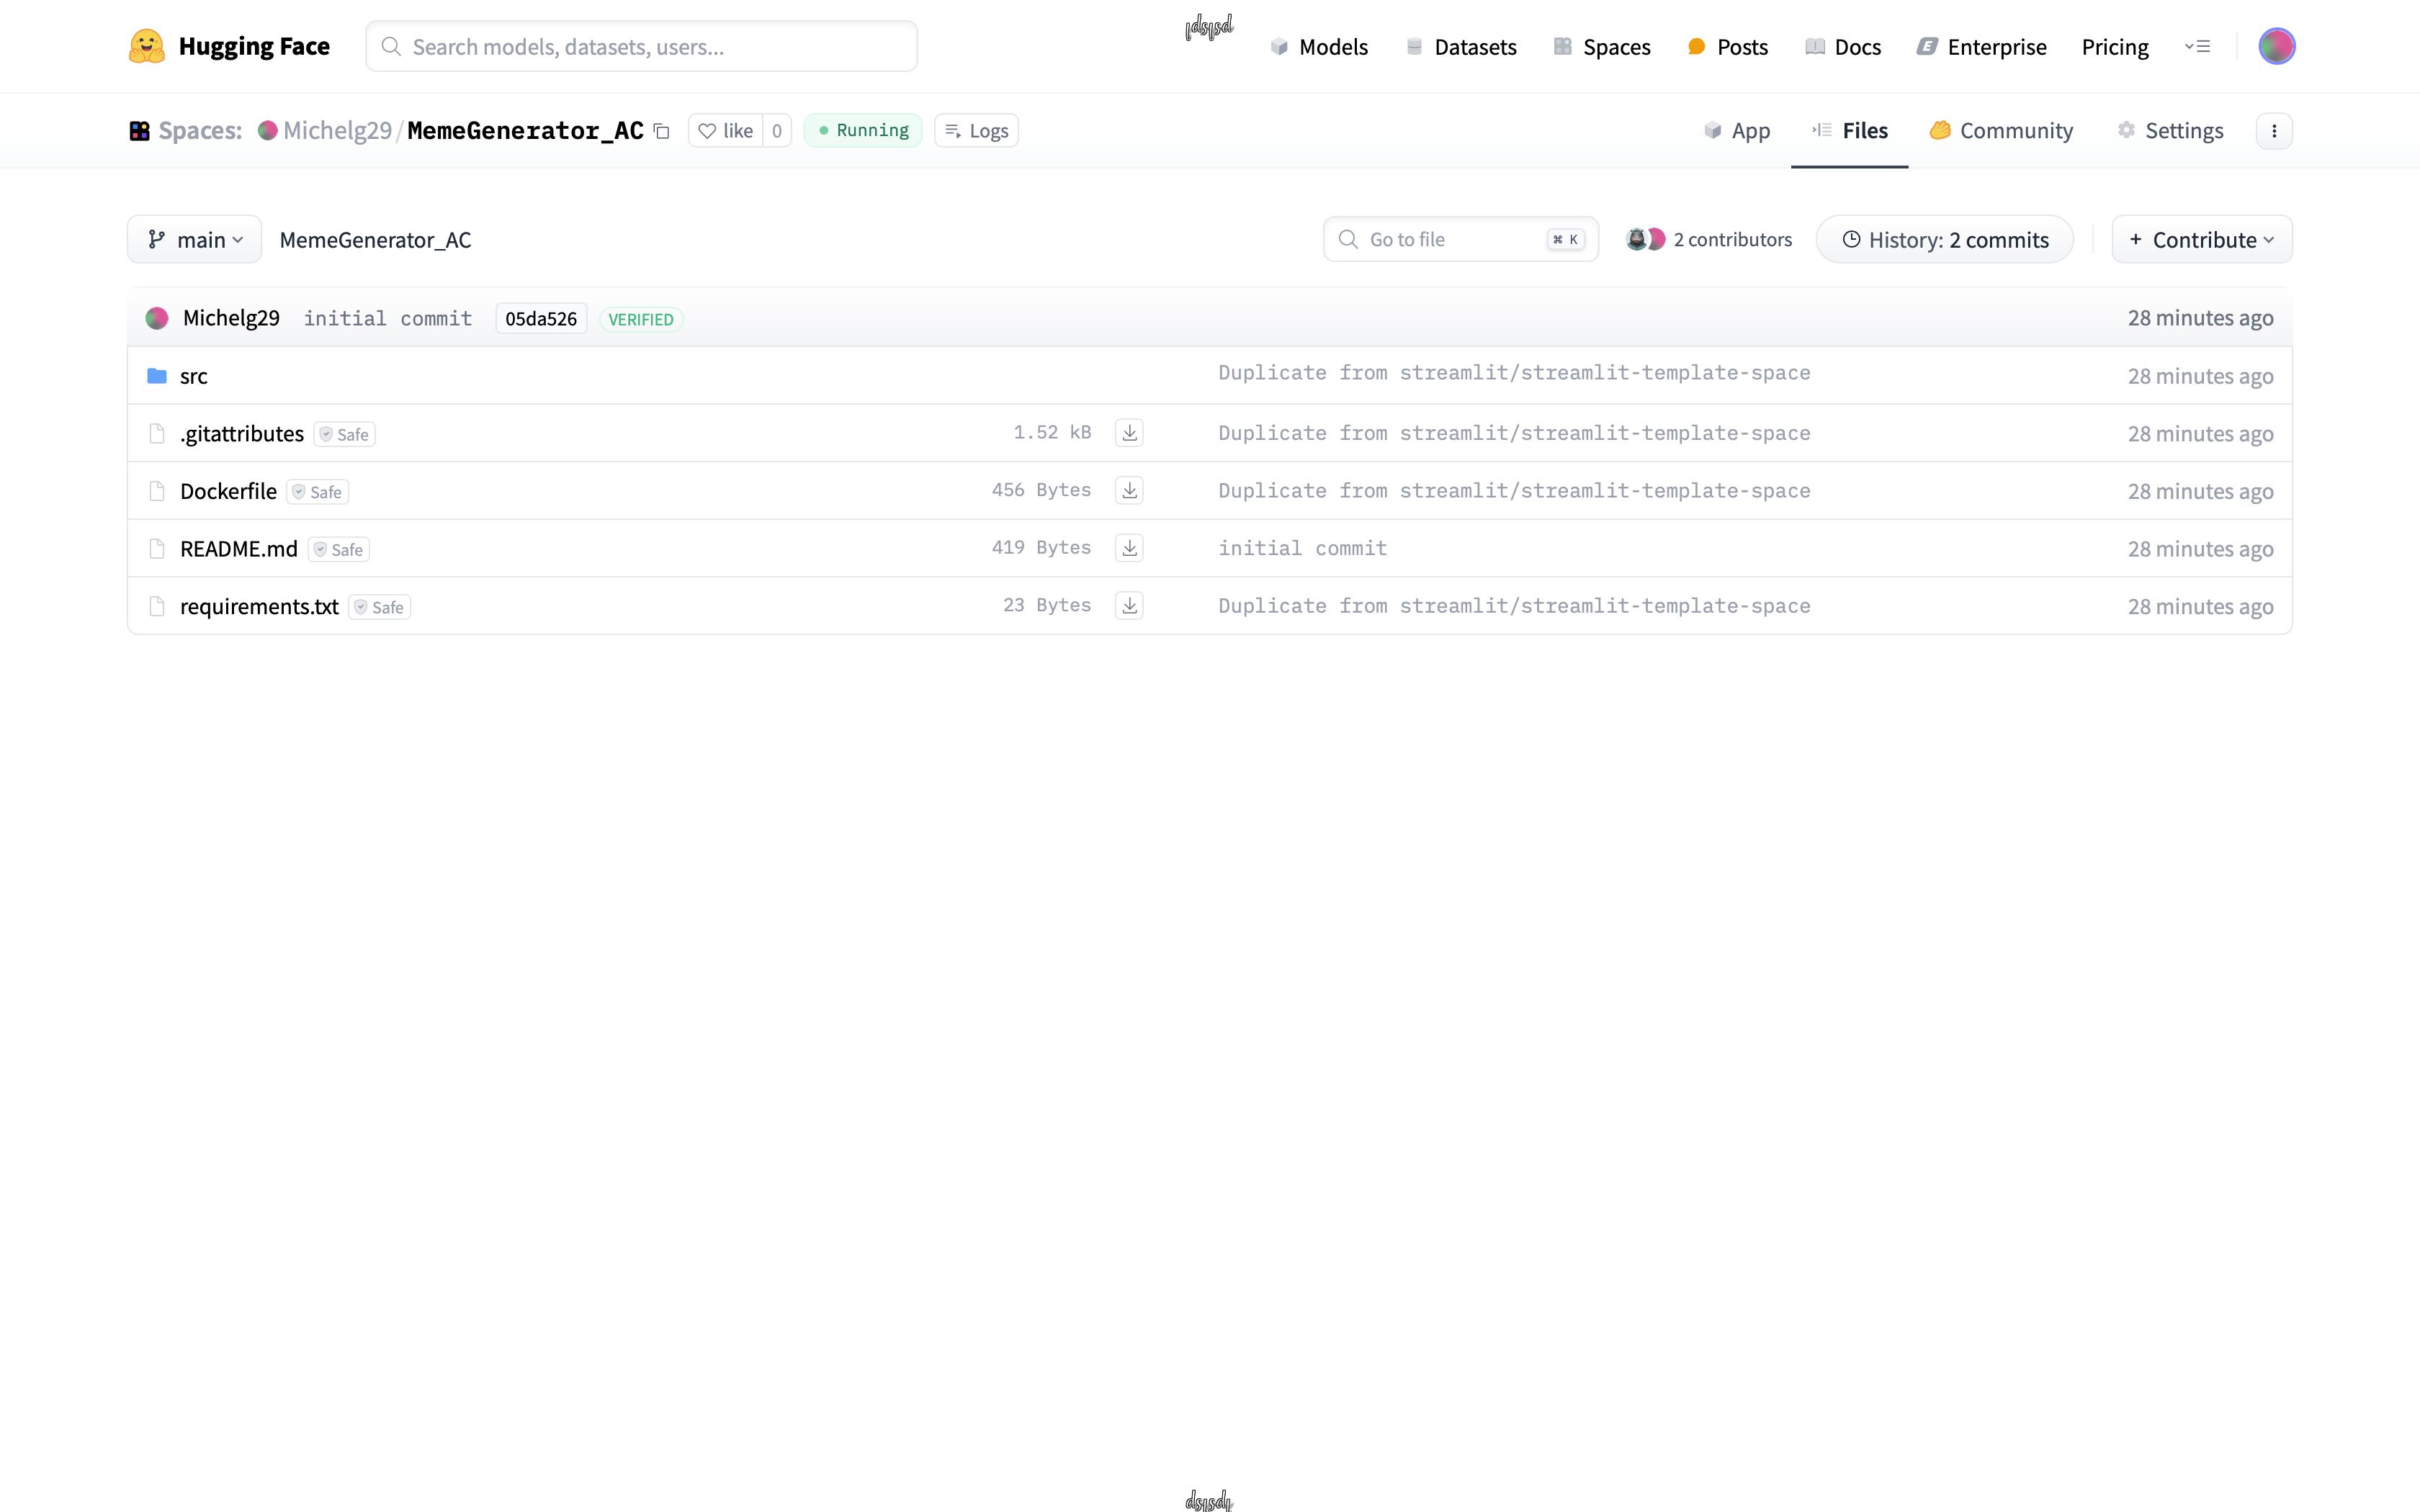 Hugging Face
Search models, datasets, users...
Models
Datasets
Spaces
Posts
Docs
Enterprise
Pricing
Spaces: Michelg29/MemeGenerator_AC
like 0
Running
Logs
App
Files
Community
Settings
main
MemeGenerator_AC
Go to file
⌘ K
2 contributors
History: 2 commits
+ Contribute
Michelg29 initial commit 05da526 VERIFIED 28 minutes ago
src Duplicate from streamlit/streamlit-template-space 28 minutes ago
.gitattributes Safe 1.52 kB Duplicate from streamlit/streamlit-template-space 28 minutes ago
Dockerfile Safe 456 Bytes Duplicate from streamlit/streamlit-template-space 28 minutes ago
README.md Safe 419 Bytes initial commit 28 minutes ago
requirements.txt Safe 23 Bytes Duplicate from streamlit/streamlit-template-space 28 minutes ago